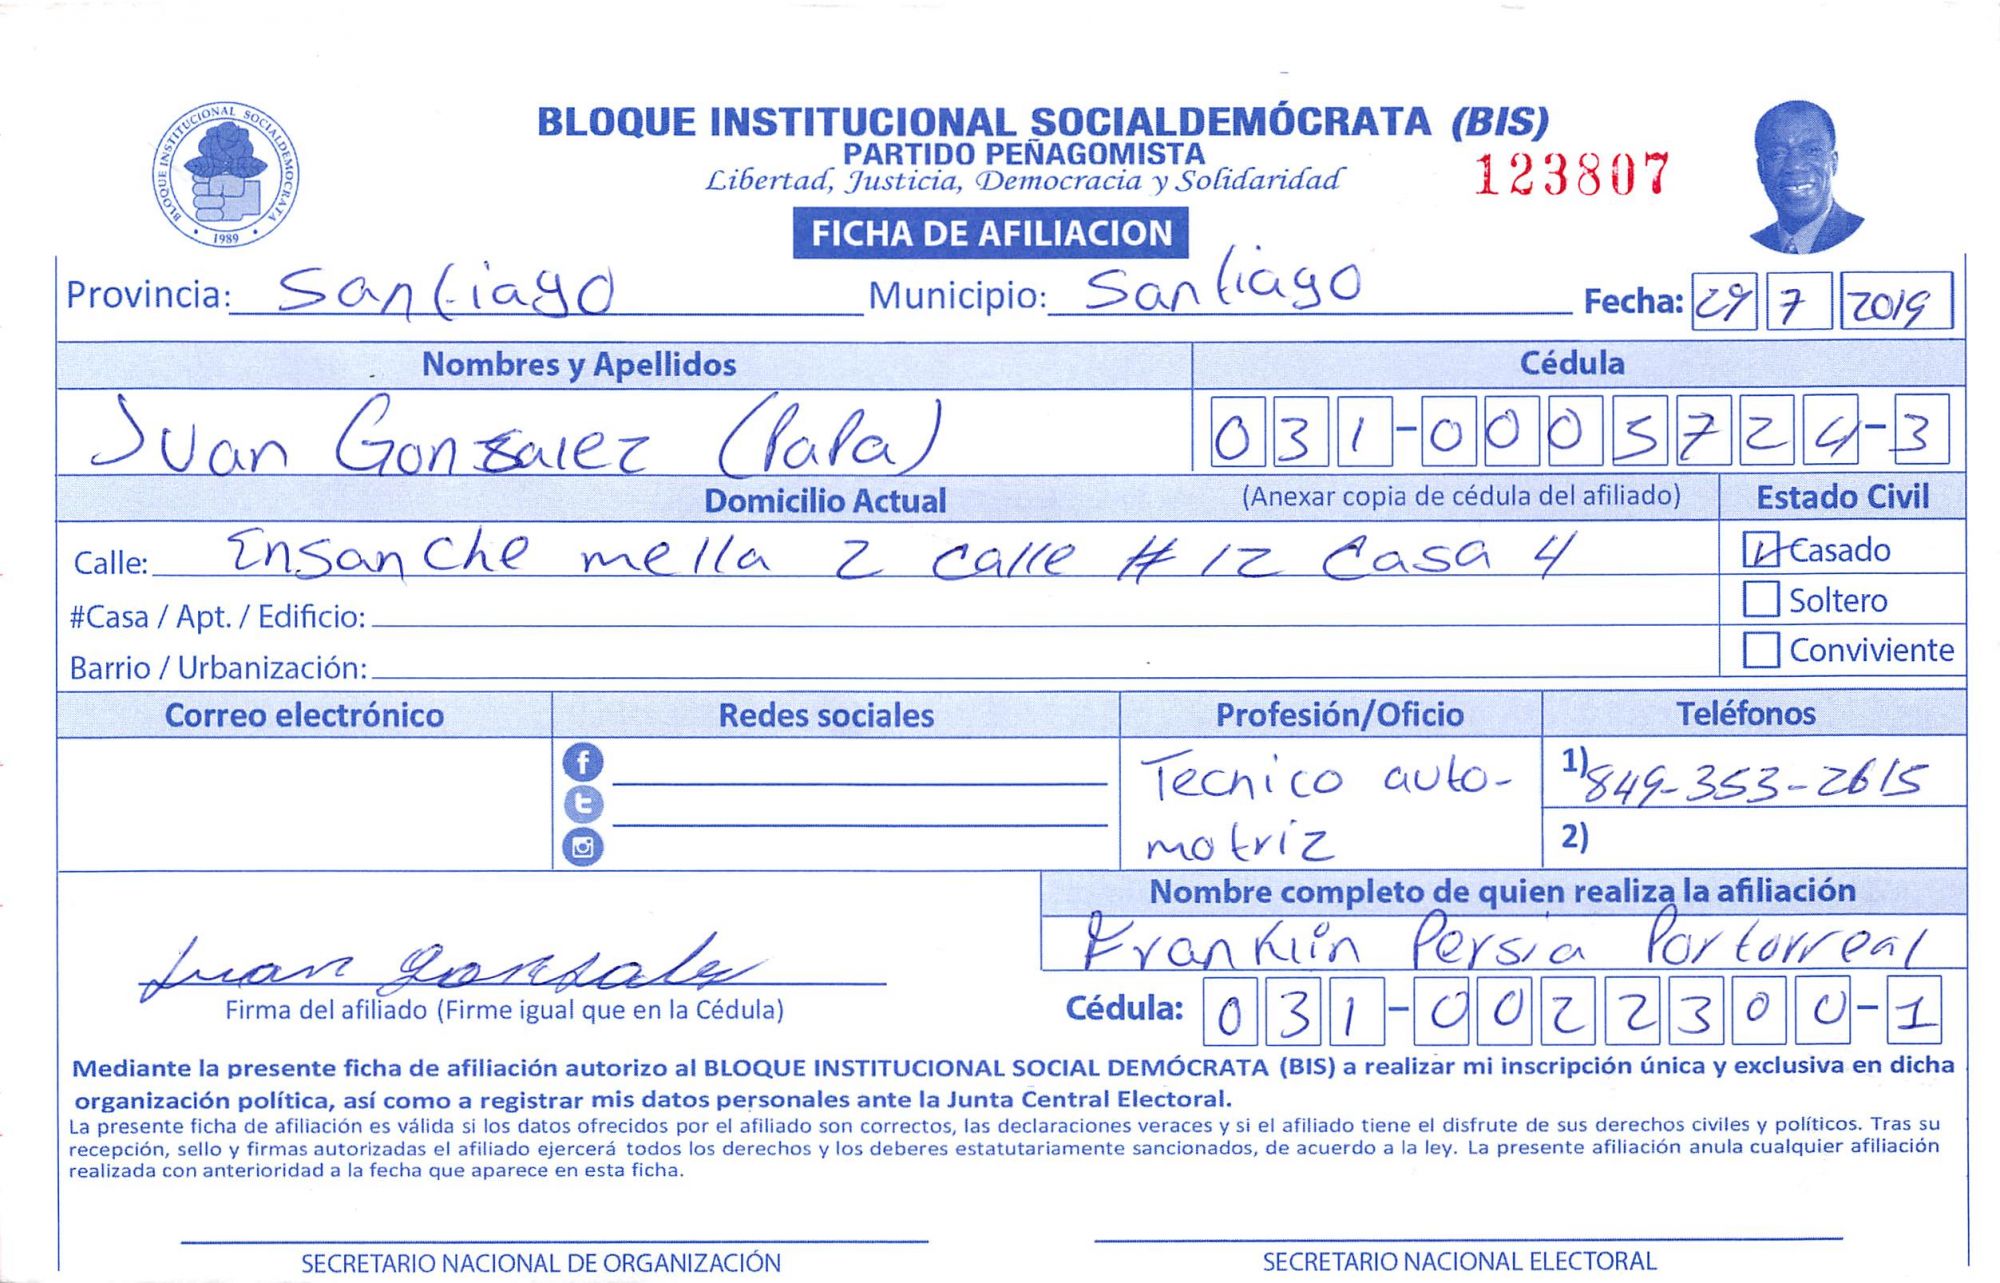 BLOQUE INSTITUCIONAL SOCIALDEMÓCRATA (BIS)
PARTIDO PEÑAGOMISTA
Libertad, Justicia, Democracia y Solidaridad
123807
BLOQUE INSTITUCIONAL SOCIALDEMOCRATA
1989
FICHA DE AFILIACION
Provincia: Santiago Municipio: Santiago Fecha: 29 7 2019
Nombres y Apellidos Cédula
Juan Gonzalez (Papa) 031-0005724-3
Domicilio Actual (Anexar copia de cédula del afiliado) Estado Civil
Calle: Ensanche mella 2 calle # 12 Casa 4 Casado
#Casa / Apt. / Edificio: Soltero
Barrio / Urbanización: Conviviente
Correo electrónico Redes sociales Profesión/Oficio Teléfonos
Tecnico auto- 1) 849-353-2615
motriz 2)
Nombre completo de quien realiza la afiliación
Franklin Persia Portorreal
Juan Gonzalez
Firma del afiliado (Firme igual que en la Cédula) Cédula: 031-0022300-1
Mediante la presente ficha de afiliación autorizo al BLOQUE INSTITUCIONAL SOCIAL DEMÓCRATA (BIS) a realizar mi inscripción única y exclusiva en dicha
organización política, así como a registrar mis datos personales ante la Junta Central Electoral.
La presente ficha de afiliación es válida si los datos ofrecidos por el afiliado son correctos, las declaraciones veraces y si el afiliado tiene el disfrute de sus derechos civiles y políticos. Tras su
recepción, sello y firmas autorizadas el afiliado ejercerá todos los derechos y los deberes estatutariamente sancionados, de acuerdo a la ley. La presente afiliación anula cualquier afiliación
realizada con anterioridad a la fecha que aparece en esta ficha.
SECRETARIO NACIONAL DE ORGANIZACIÓN SECRETARIO NACIONAL ELECTORAL